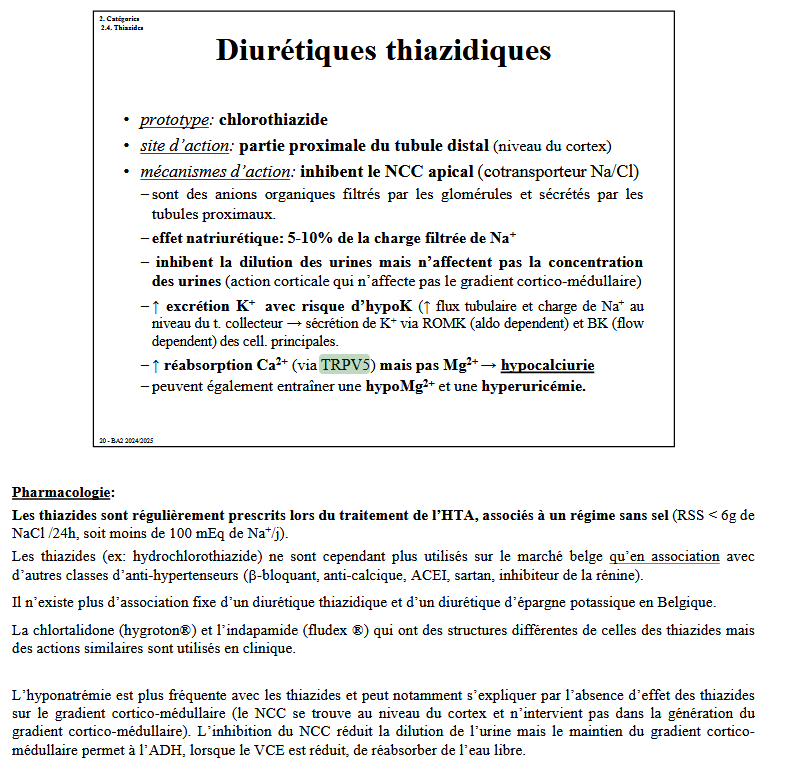 2. Catégories
2.4. Thiazides
Diurétiques thiazidiques
• prototype: chlorothiazide
• site d’action: partie proximale du tubule distal (niveau du cortex)
• mécanismes d’action: inhibent le NCC apical (cotransporteur Na/Cl)
– sont des anions organiques filtrés par les glomérules et sécrétés par les
tubules proximaux.
– effet natriurétique: 5-10% de la charge filtrée de Na⁺
– inhibent la dilution des urines mais n’affectent pas la concentration
des urines (action corticale qui n’affecte pas le gradient cortico-médullaire)
– ↑ excrétion K⁺ avec risque d’hypoK (↑ flux tubulaire et charge de Na⁺ au
niveau du t. collecteur → sécrétion de K⁺ via ROMK (aldo dependent) et BK (flow
dependent) des cell. principales.
– ↑ réabsorption Ca²⁺ (via TRPV5) mais pas Mg²⁺ → hypocalciurie
– peuvent également entraîner une hypoMg²⁺ et une hyperuricémie.
20 - BA2 2024/2025
Pharmacologie:
Les thiazides sont régulièrement prescrits lors du traitement de l’HTA, associés à un régime sans sel (RSS < 6g de
NaCl /24h, soit moins de 100 mEq de Na⁺/j).
Les thiazides (ex: hydrochlorothiazide) ne sont cependant plus utilisés sur le marché belge qu’en association avec
d’autres classes d’anti-hypertenseurs (β-bloquant, anti-calcique, ACEI, sartan, inhibiteur de la rénine).
Il n’existe plus d’association fixe d’un diurétique thiazidique et d’un diurétique d’épargne potassique en Belgique.
La chlortalidone (hygroton®) et l’indapamide (fludex ®) qui ont des structures différentes de celles des thiazides mais
des actions similaires sont utilisés en clinique.
L’hyponatrémie est plus fréquente avec les thiazides et peut notamment s’expliquer par l’absence d’effet des thiazides
sur le gradient cortico-médullaire (le NCC se trouve au niveau du cortex et n’intervient pas dans la génération du
gradient cortico-médullaire). L’inhibition du NCC réduit la dilution de l’urine mais le maintien du gradient cortico-
médullaire permet à l’ADH, lorsque le VCE est réduit, de réabsorber de l’eau libre.